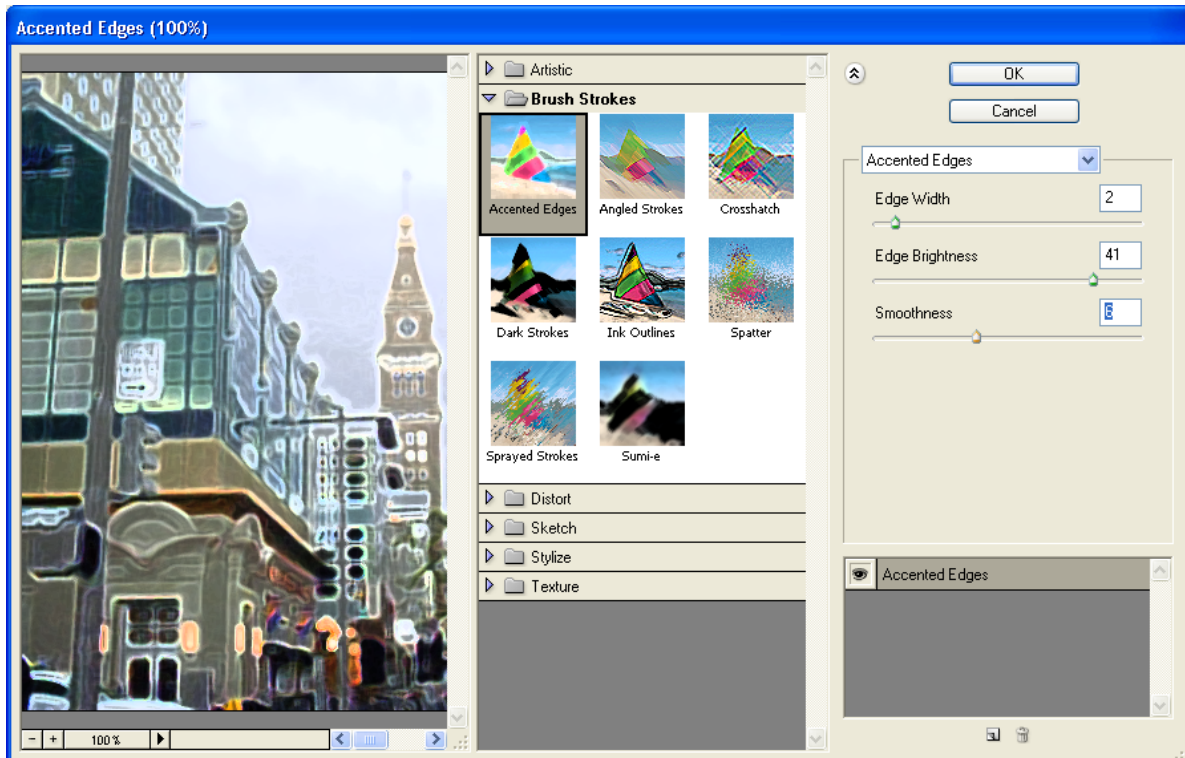 Accented Edges (100%)
Artistic
Brush Strokes
Accented Edges
Angled Strokes
Crosshatch
Dark Strokes
Ink Outlines
Spatter
Sprayed Strokes
Sumi-e
Distort
Sketch
Stylize
Texture
- + 100%
OK
Cancel
Accented Edges
Edge Width 2
Edge Brightness 41
Smoothness 6
Accented Edges